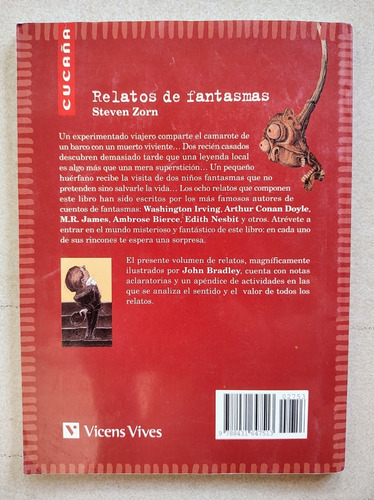 CUCAÑA
Relatos de fantasmas
Steven Zorn
Un experimentado viajero comparte el camarote de
un barco con un muerto viviente... Dos recién casados
descubren demasiado tarde que una leyenda local
es algo más que una mera superstición... Un pequeño
huérfano recibe la visita de dos niños fantasmas que no
pretenden sino salvarle la vida... Los ocho relatos que componen
este libro han sido escritos por los más famosos autores de
cuentos de fantasmas: Washington Irving, Arthur Conan Doyle,
M.R. James, Ambrose Bierce, Edith Nesbit y otros. Atrévete a
entrar en el mundo misterioso y fantástico de este libro: en cada uno
de sus rincones te espera una sorpresa.
El presente volumen de relatos, magníficamente
ilustrados por John Bradley, cuenta con notas
aclaratorias y un apéndice de actividades en las
que se analiza el sentido y el valor de todos los
relatos.
Vicens Vives